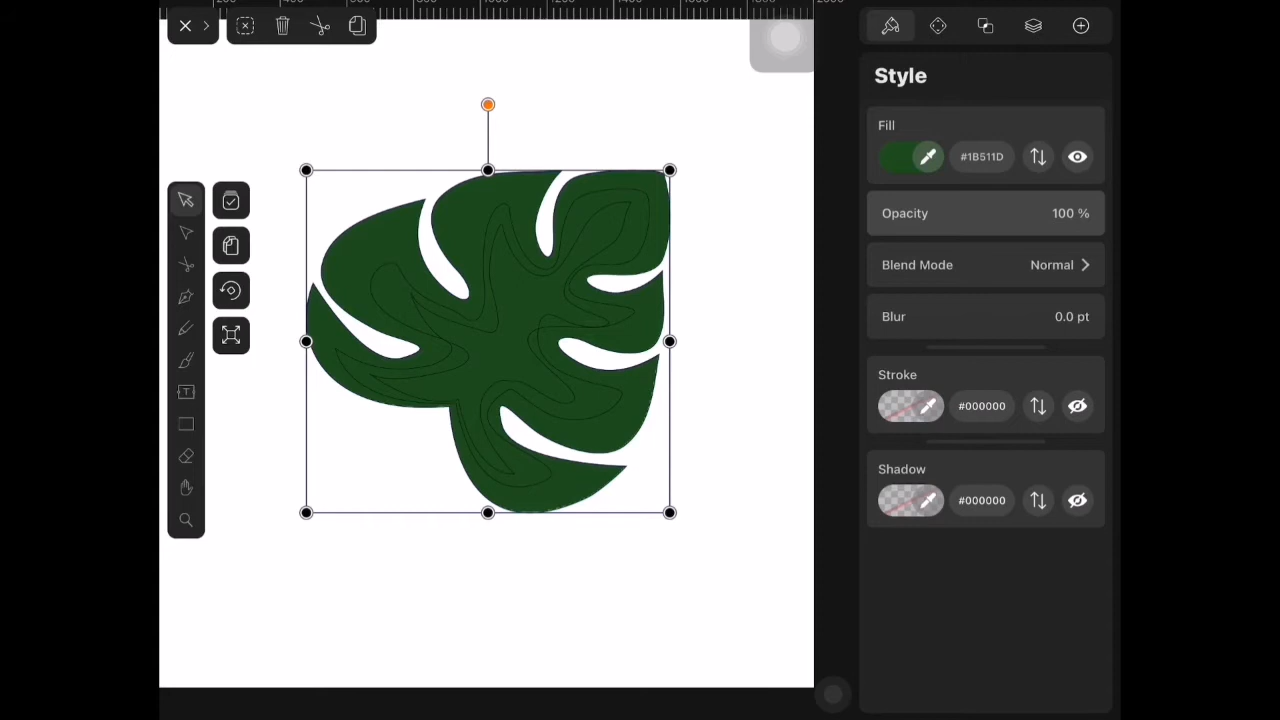 Style
Fill
#1B511D
Opacity 100 %
Blend Mode Normal
Blur 0.0 pt
Stroke
#000000
Shadow
#000000